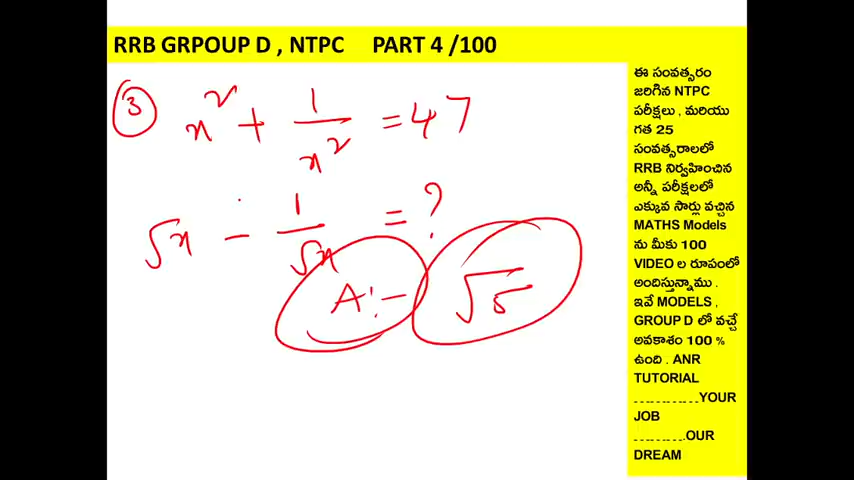 RRB GRPOUP D , NTPC PART 4 /100
3
x² + 1/x² = 47
√x - 1/√x = ?
A:- √5
ఈ సంవత్సరం
జరిగిన NTPC
పరీక్షలు , మరియు
గత 25
సంవత్సరాలలో
RRB నిర్వహించిన
అన్నీ పరీక్షలలో
ఎక్కువ సార్లు వచ్చిన
MATHS Models
ను మీకు 100
VIDEO ల రూపంలో
అందిస్తున్నాము .
ఇవే MODELS ,
GROUP D లో వచ్చే
అవకాశం 100 %
ఉంది . ANR
TUTORIAL
............YOUR
JOB
.........OUR
DREAM